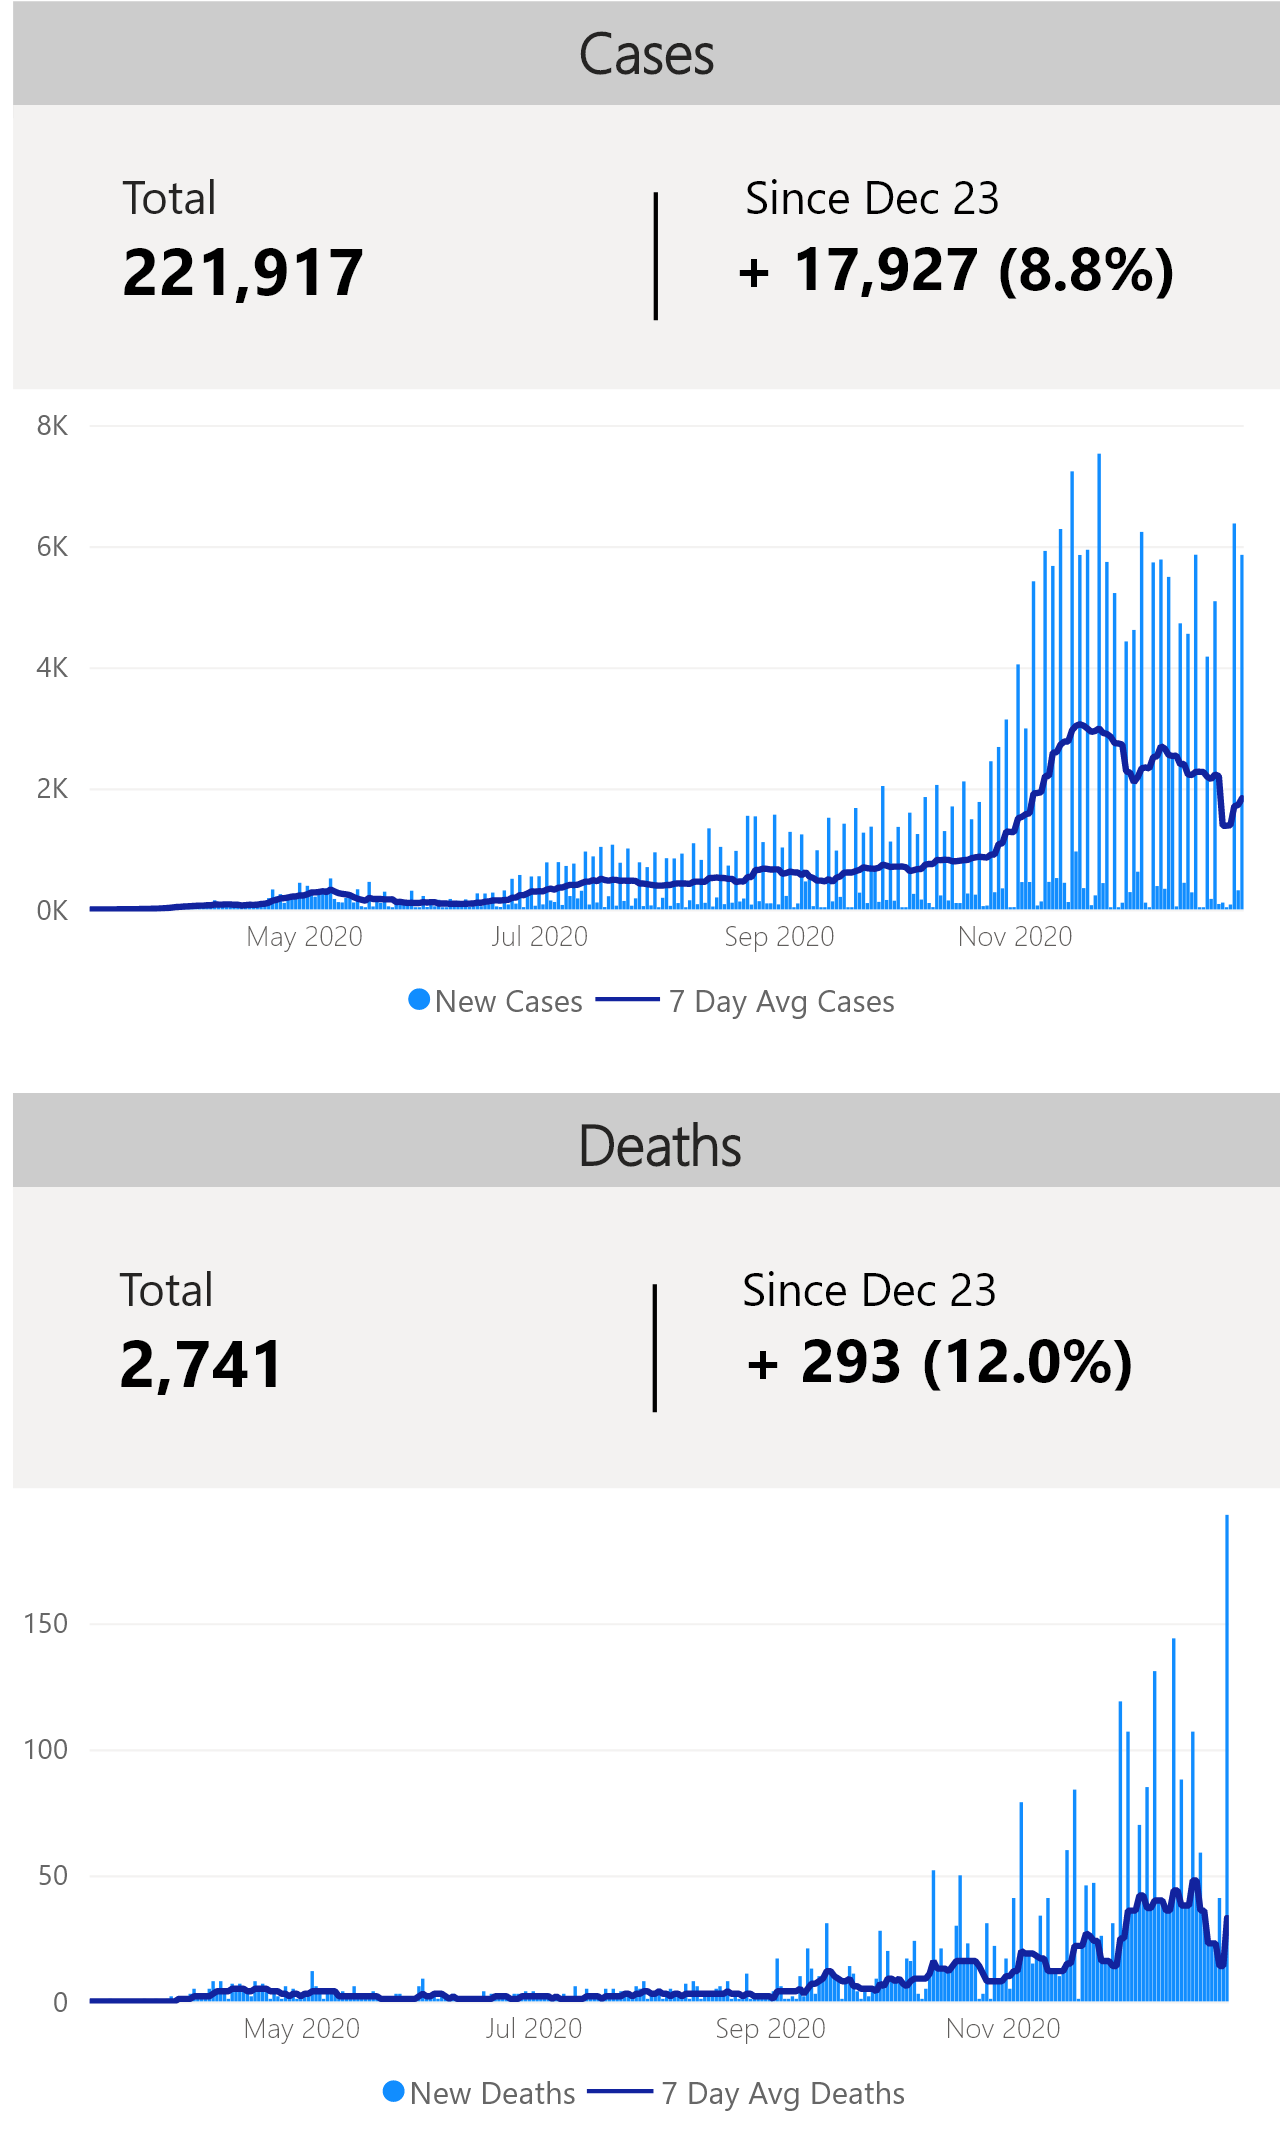 Cases
Total
Since Dec 23
221,917
+ 17,927 (8.8%)
8K
6K
4K
2K
0K
May 2020
Jul 2020
Sep 2020
Nov 2020
New Cases
7 Day Avg Cases
Deaths
Total
Since Dec 23
2,741
+ 293 (12.0%)
150
100
50
0
May 2020
Jul 2020
Sep 2020
Nov 2020
New Deaths
7 Day Avg Deaths